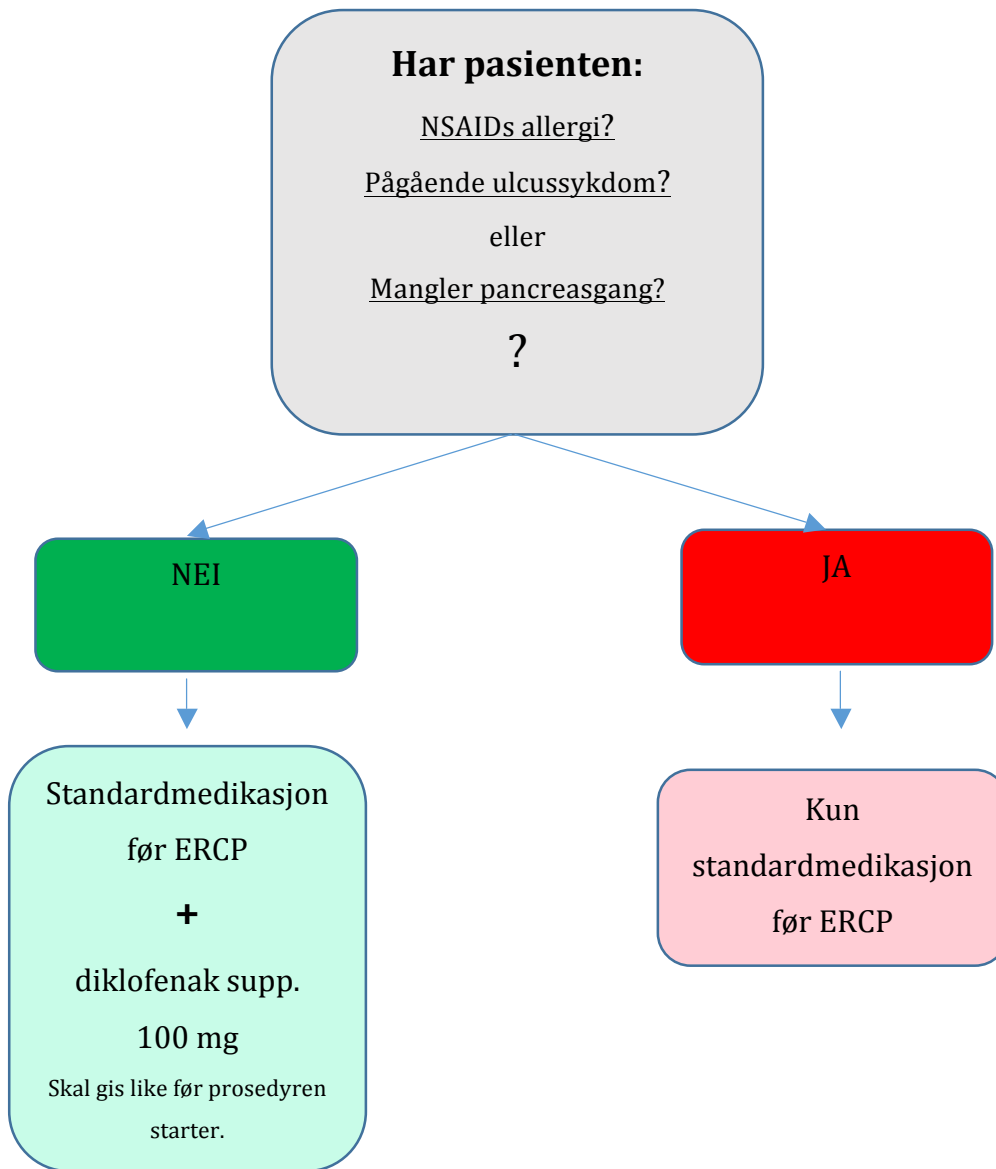 Har pasienten:
NSAIDs allergi?
Pågående ulcussykdom?
eller
Mangler pancreasgang?
?
NEI
JA
Standardmedikasjon
før ERCP
+
diklofenak supp.
100 mg
Skal gis like før prosedyren
starter.
Kun
standardmedikasjon
før ERCP